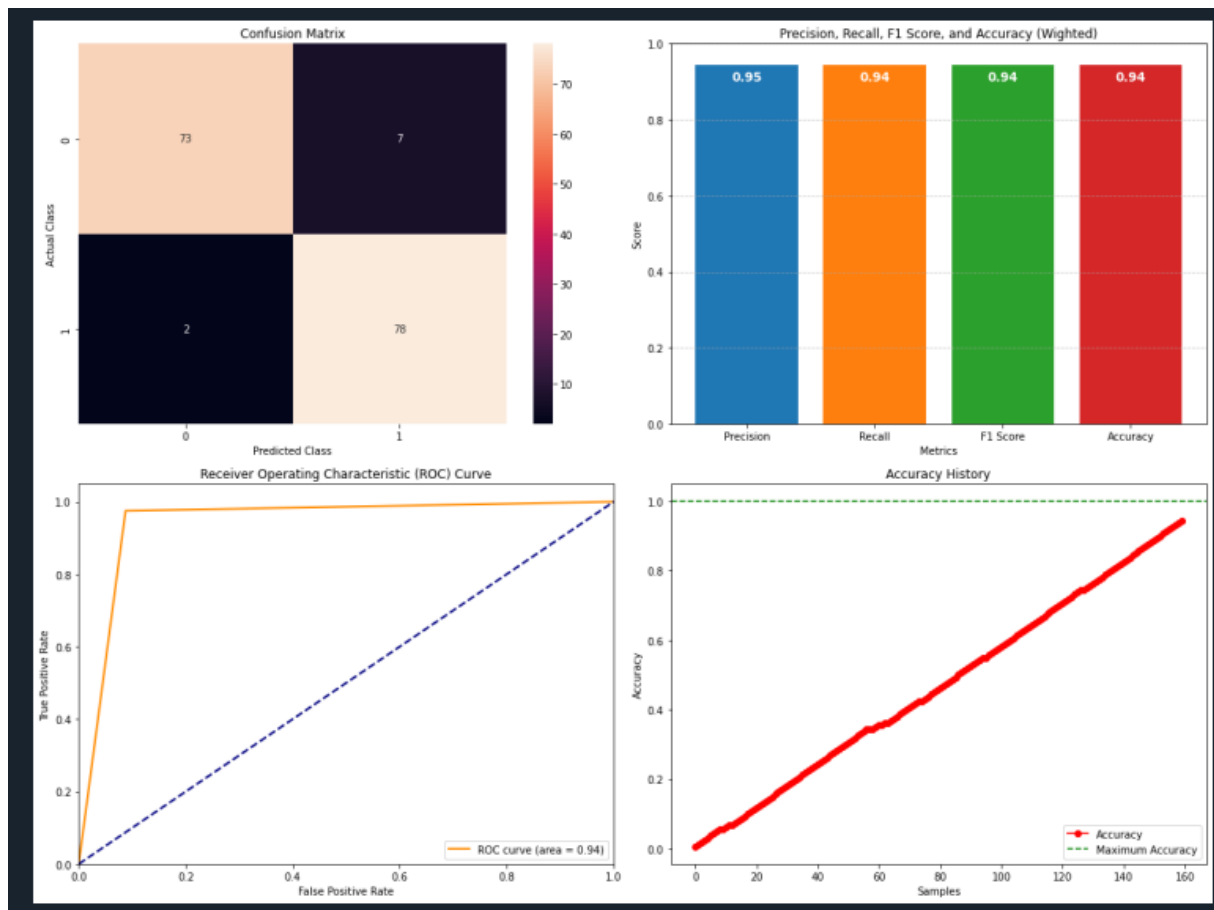 Confusion Matrix
73
7
2
78
0
1
Actual Class
0
1
Predicted Class
70
60
50
40
30
20
10
Precision, Recall, F1 Score, and Accuracy (Wighted)
1.0
0.8
0.6
0.4
0.2
0.0
Score
0.95
0.94
0.94
0.94
Precision
Recall
F1 Score
Accuracy
Metrics
Receiver Operating Characteristic (ROC) Curve
1.0
0.8
0.6
0.4
0.2
0.0
True Positive Rate
ROC curve (area = 0.94)
0.0
0.2
0.4
0.6
0.8
1.0
False Positive Rate
Accuracy History
1.0
0.8
0.6
0.4
0.2
0.0
Accuracy
Accuracy
Maximum Accuracy
0
20
40
60
80
100
120
140
160
Samples